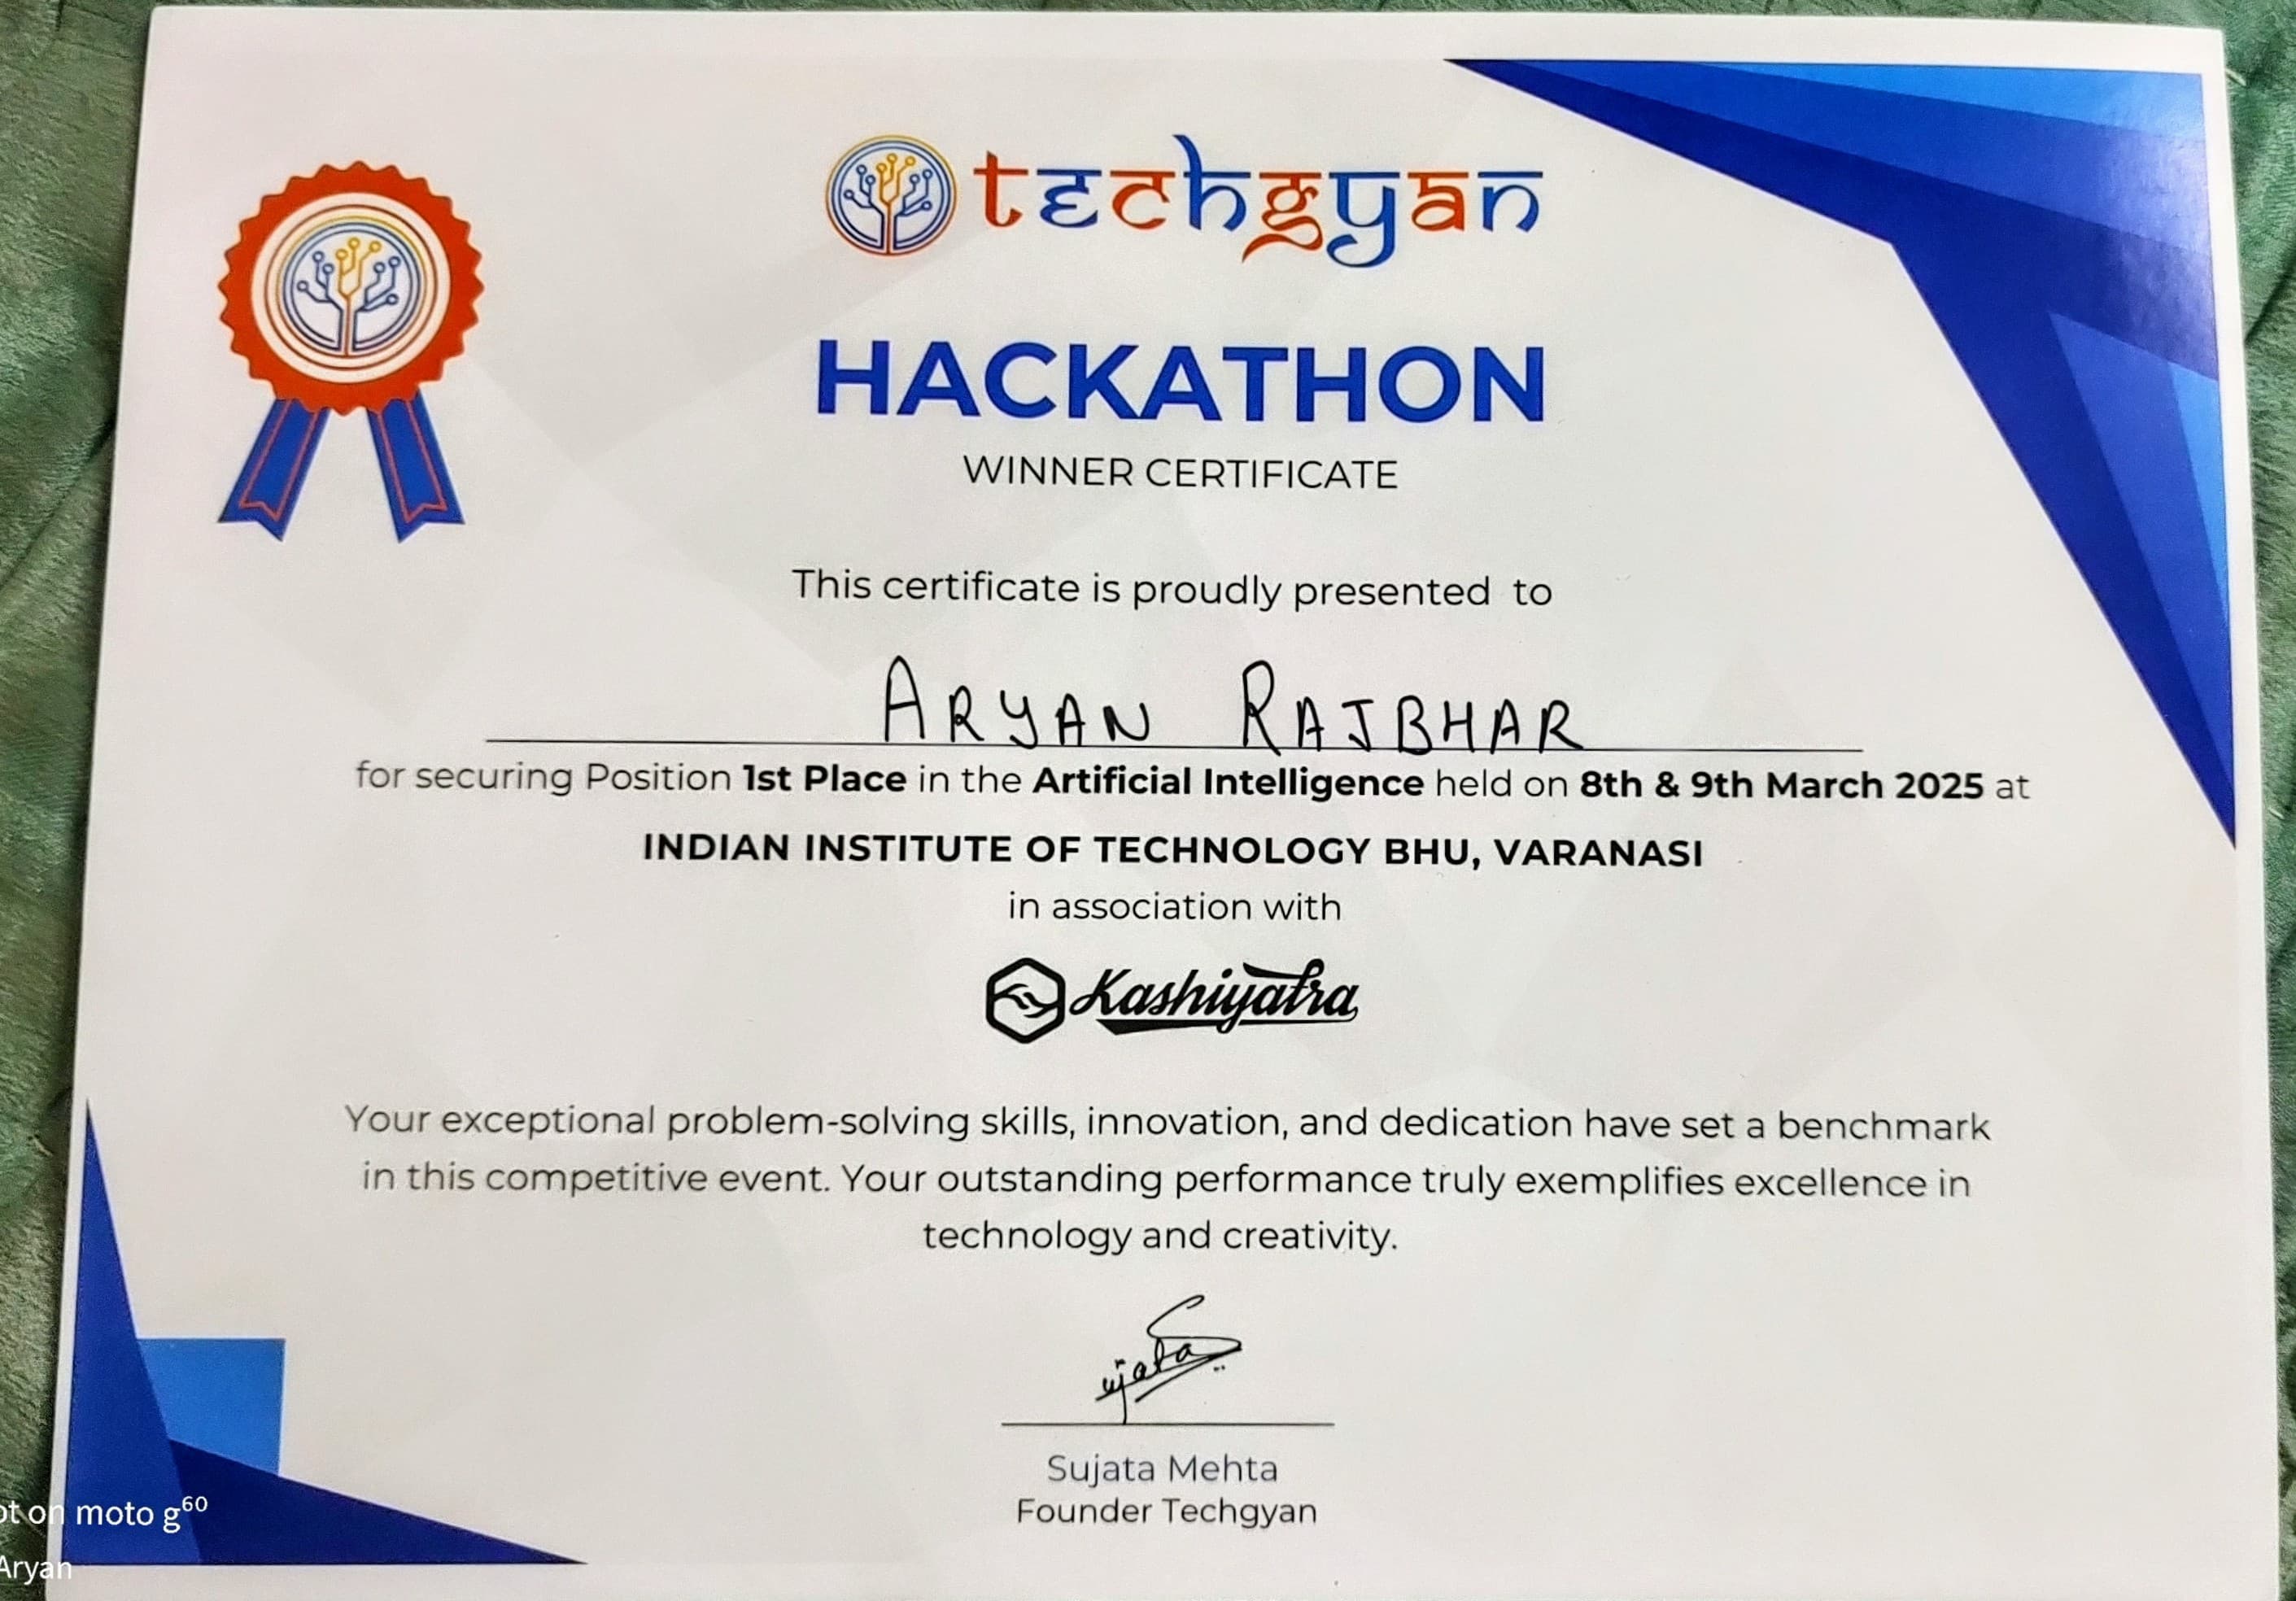 techgyan
HACKATHON
WINNER CERTIFICATE
This certificate is proudly presented to
ARYAN RAJBHAR
for securing Position 1st Place in the Artificial Intelligence held on 8th & 9th March 2025 at
INDIAN INSTITUTE OF TECHNOLOGY BHU, VARANASI
in association with
Kashiyatra
Your exceptional problem-solving skills, innovation, and dedication have set a benchmark
in this competitive event. Your outstanding performance truly exemplifies excellence in
technology and creativity.
Sujata
Sujata Mehta
Founder Techgyan
on moto g60
Aryan